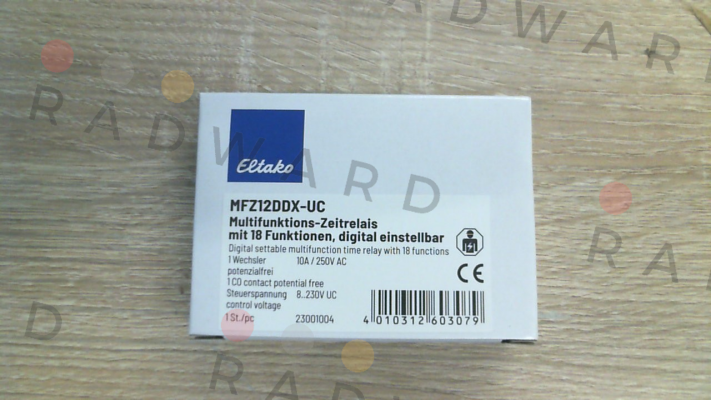 RADWARD
Eltako
MFZ12DDX-UC
Multifunktions-Zeitrelais
mit 18 Funktionen, digital einstellbar
Digital settable multifunction time relay with 18 functions
1 Wechsler 10A / 250V AC
potenzialfrei
1 CO contact potential free
Steuerspannung 8..230V UC
control voltage
1 St./pc 23001004 4 010312 603079
CE